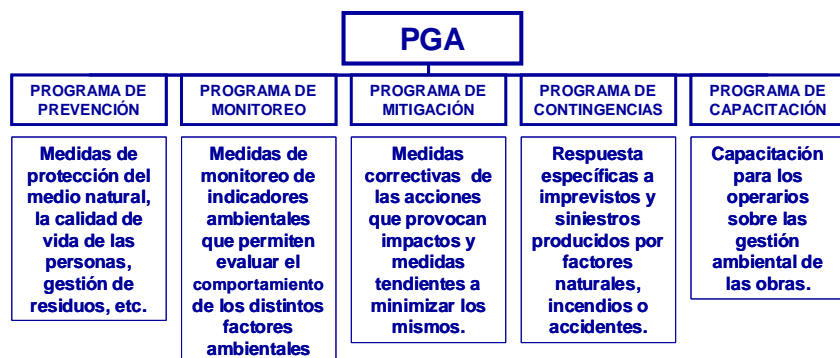 PGA
PROGRAMA DE
PREVENCIÓN
PROGRAMA DE
MONITOREO
PROGRAMA DE
MITIGACIÓN
PROGRAMA DE
CONTINGENCIAS
PROGRAMA DE
CAPACITACIÓN
Medidas de
protección del
medio natural,
la calidad de
vida de las
personas,
gestión de
residuos, etc.
Medidas de
monitoreo de
indicadores
ambientales
que permiten
evaluar el
comportamiento
de los distintos
factores
ambientales
Medidas
correctivas de
las acciones
que provocan
impactos y
medidas
tendientes a
minimizar los
mismos.
Respuesta
específicas a
imprevistos y
siniestros
producidos por
factores
naturales,
incendios o
accidentes.
Capacitación
para los
operarios
sobre las
gestión
ambiental de
las obras.